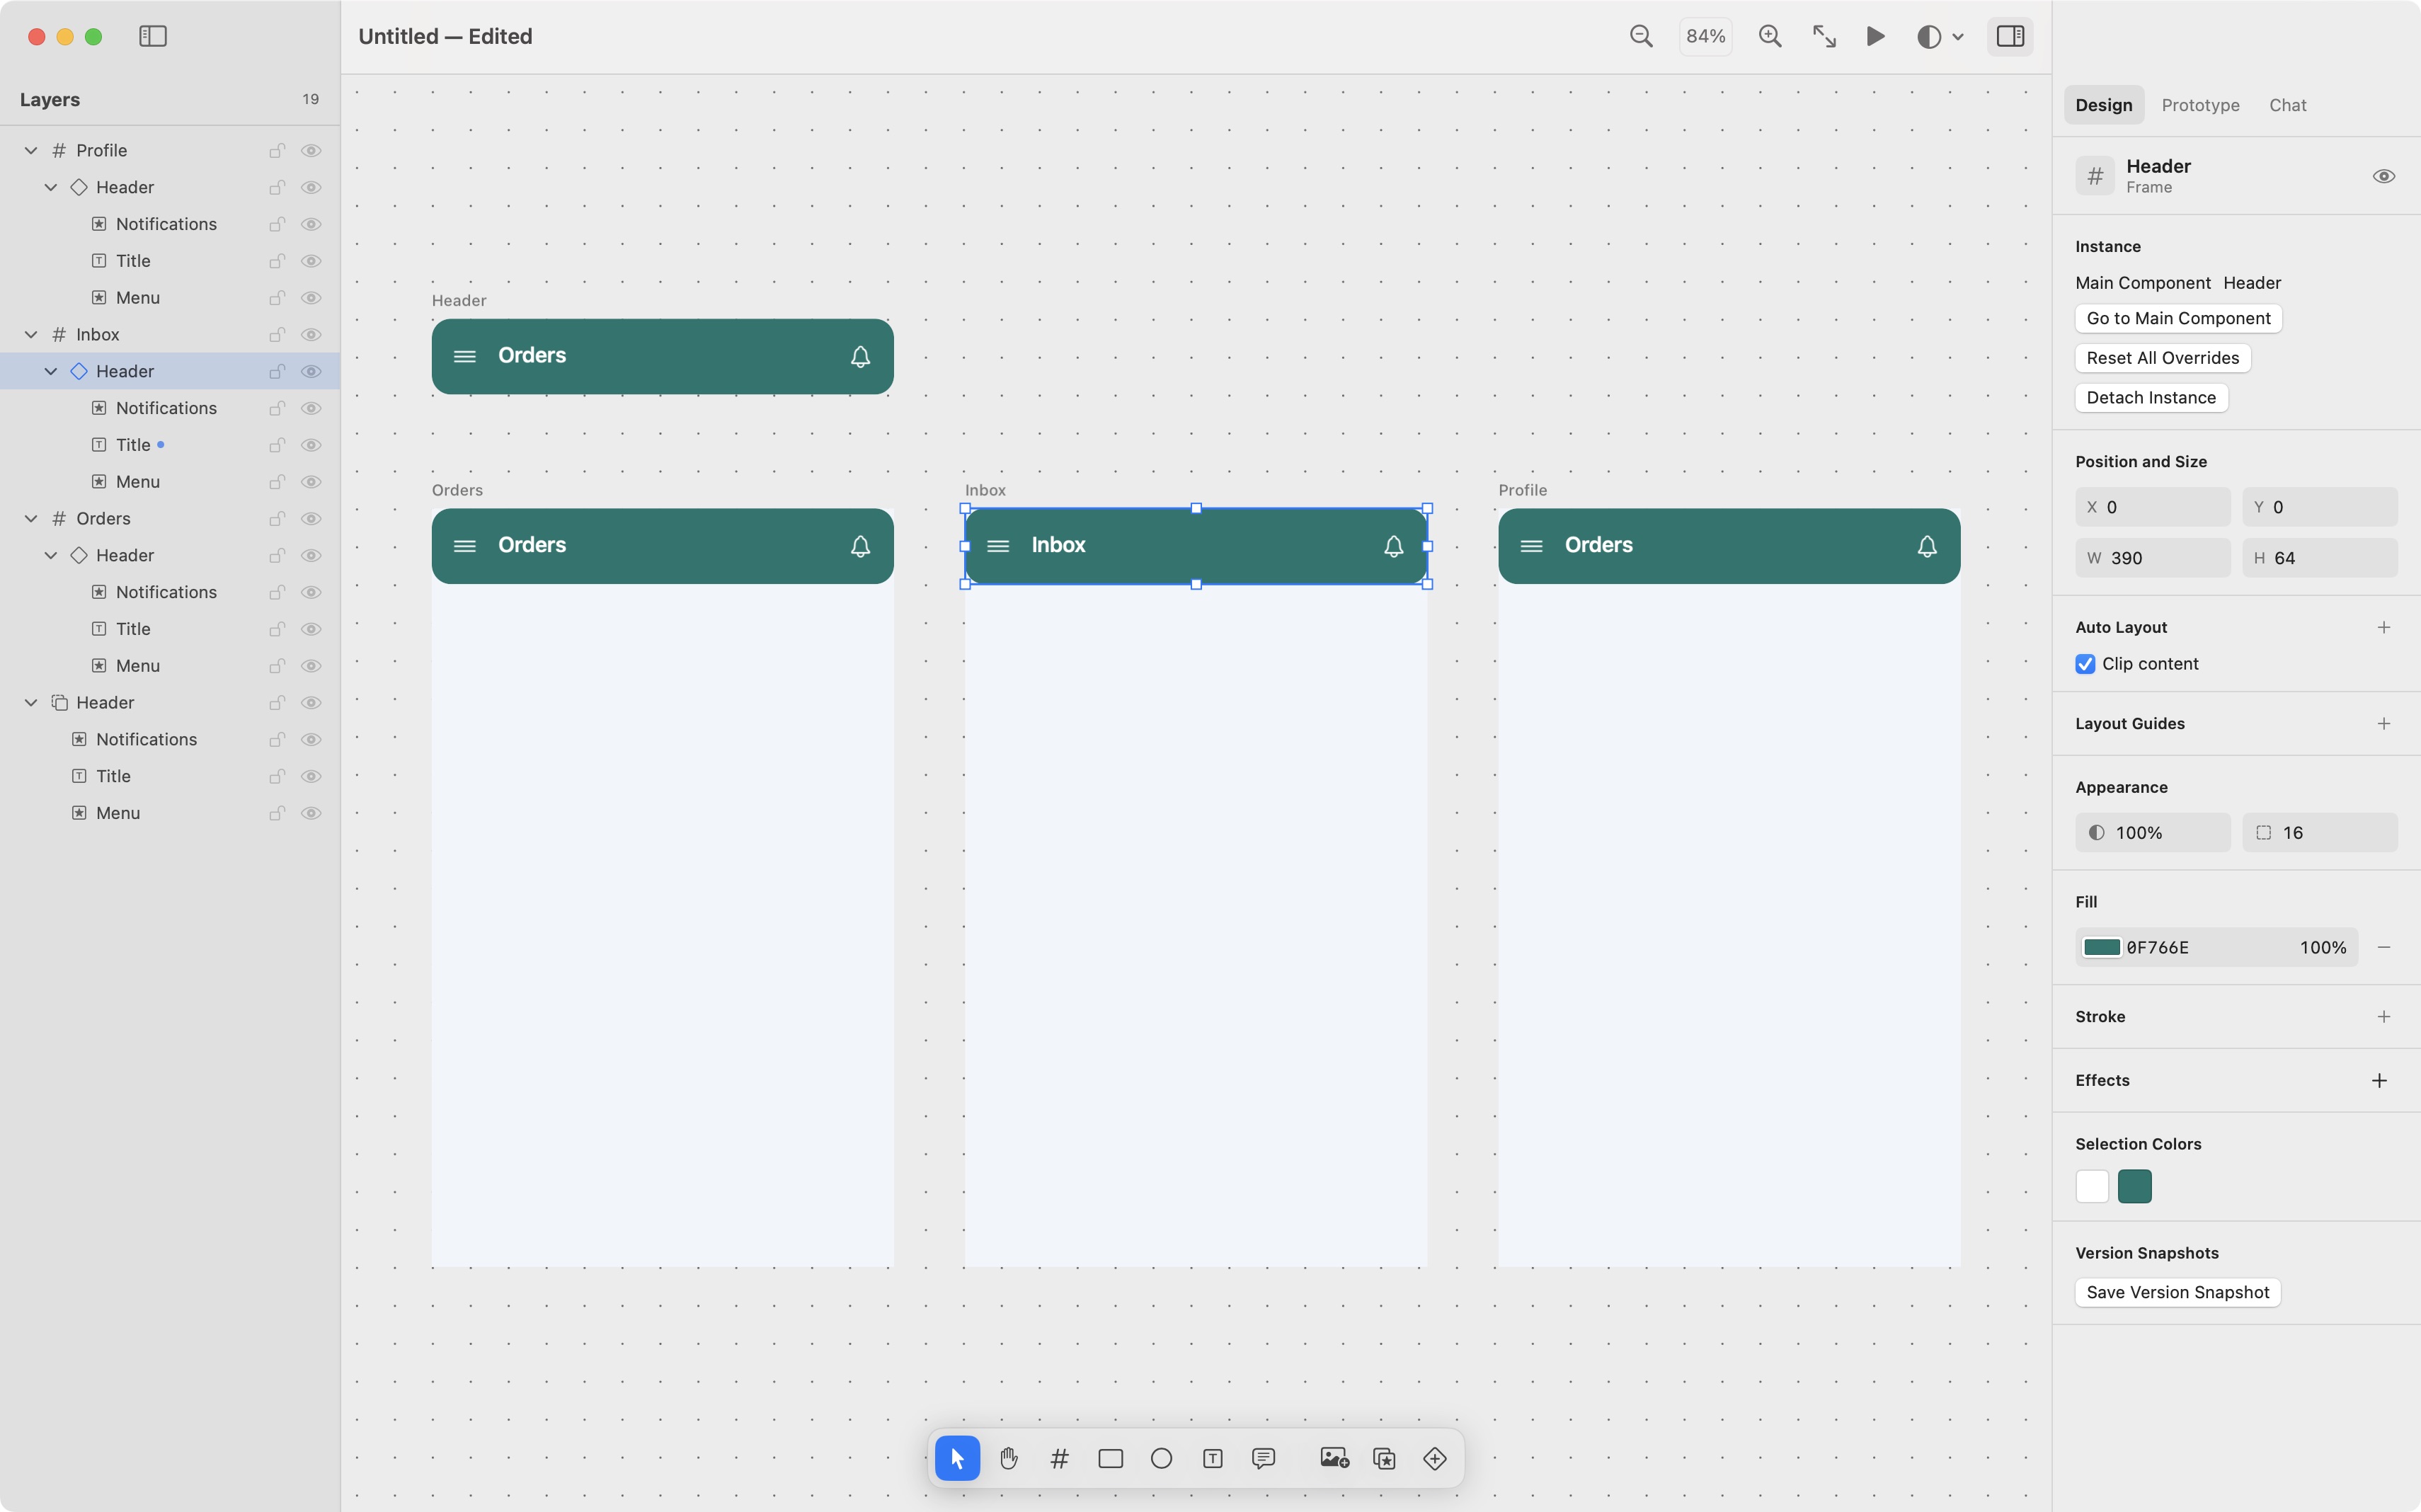 Untitled — Edited
84%
Layers
19
Profile
Header
Notifications
Title
Menu
Inbox
Header
Notifications
Title
Menu
Orders
Header
Notifications
Title
Menu
Header
Notifications
Title
Menu
Header
Orders
Orders
Orders
Inbox
Inbox
Profile
Orders
Design Prototype Chat
Header
Frame
Instance
Main Component Header
Go to Main Component
Reset All Overrides
Detach Instance
Position and Size
X 0 Y 0
W 390 H 64
Auto Layout
Clip content
Layout Guides
Appearance
100% 16
Fill
0F766E 100%
Stroke
Effects
Selection Colors
Version Snapshots
Save Version Snapshot